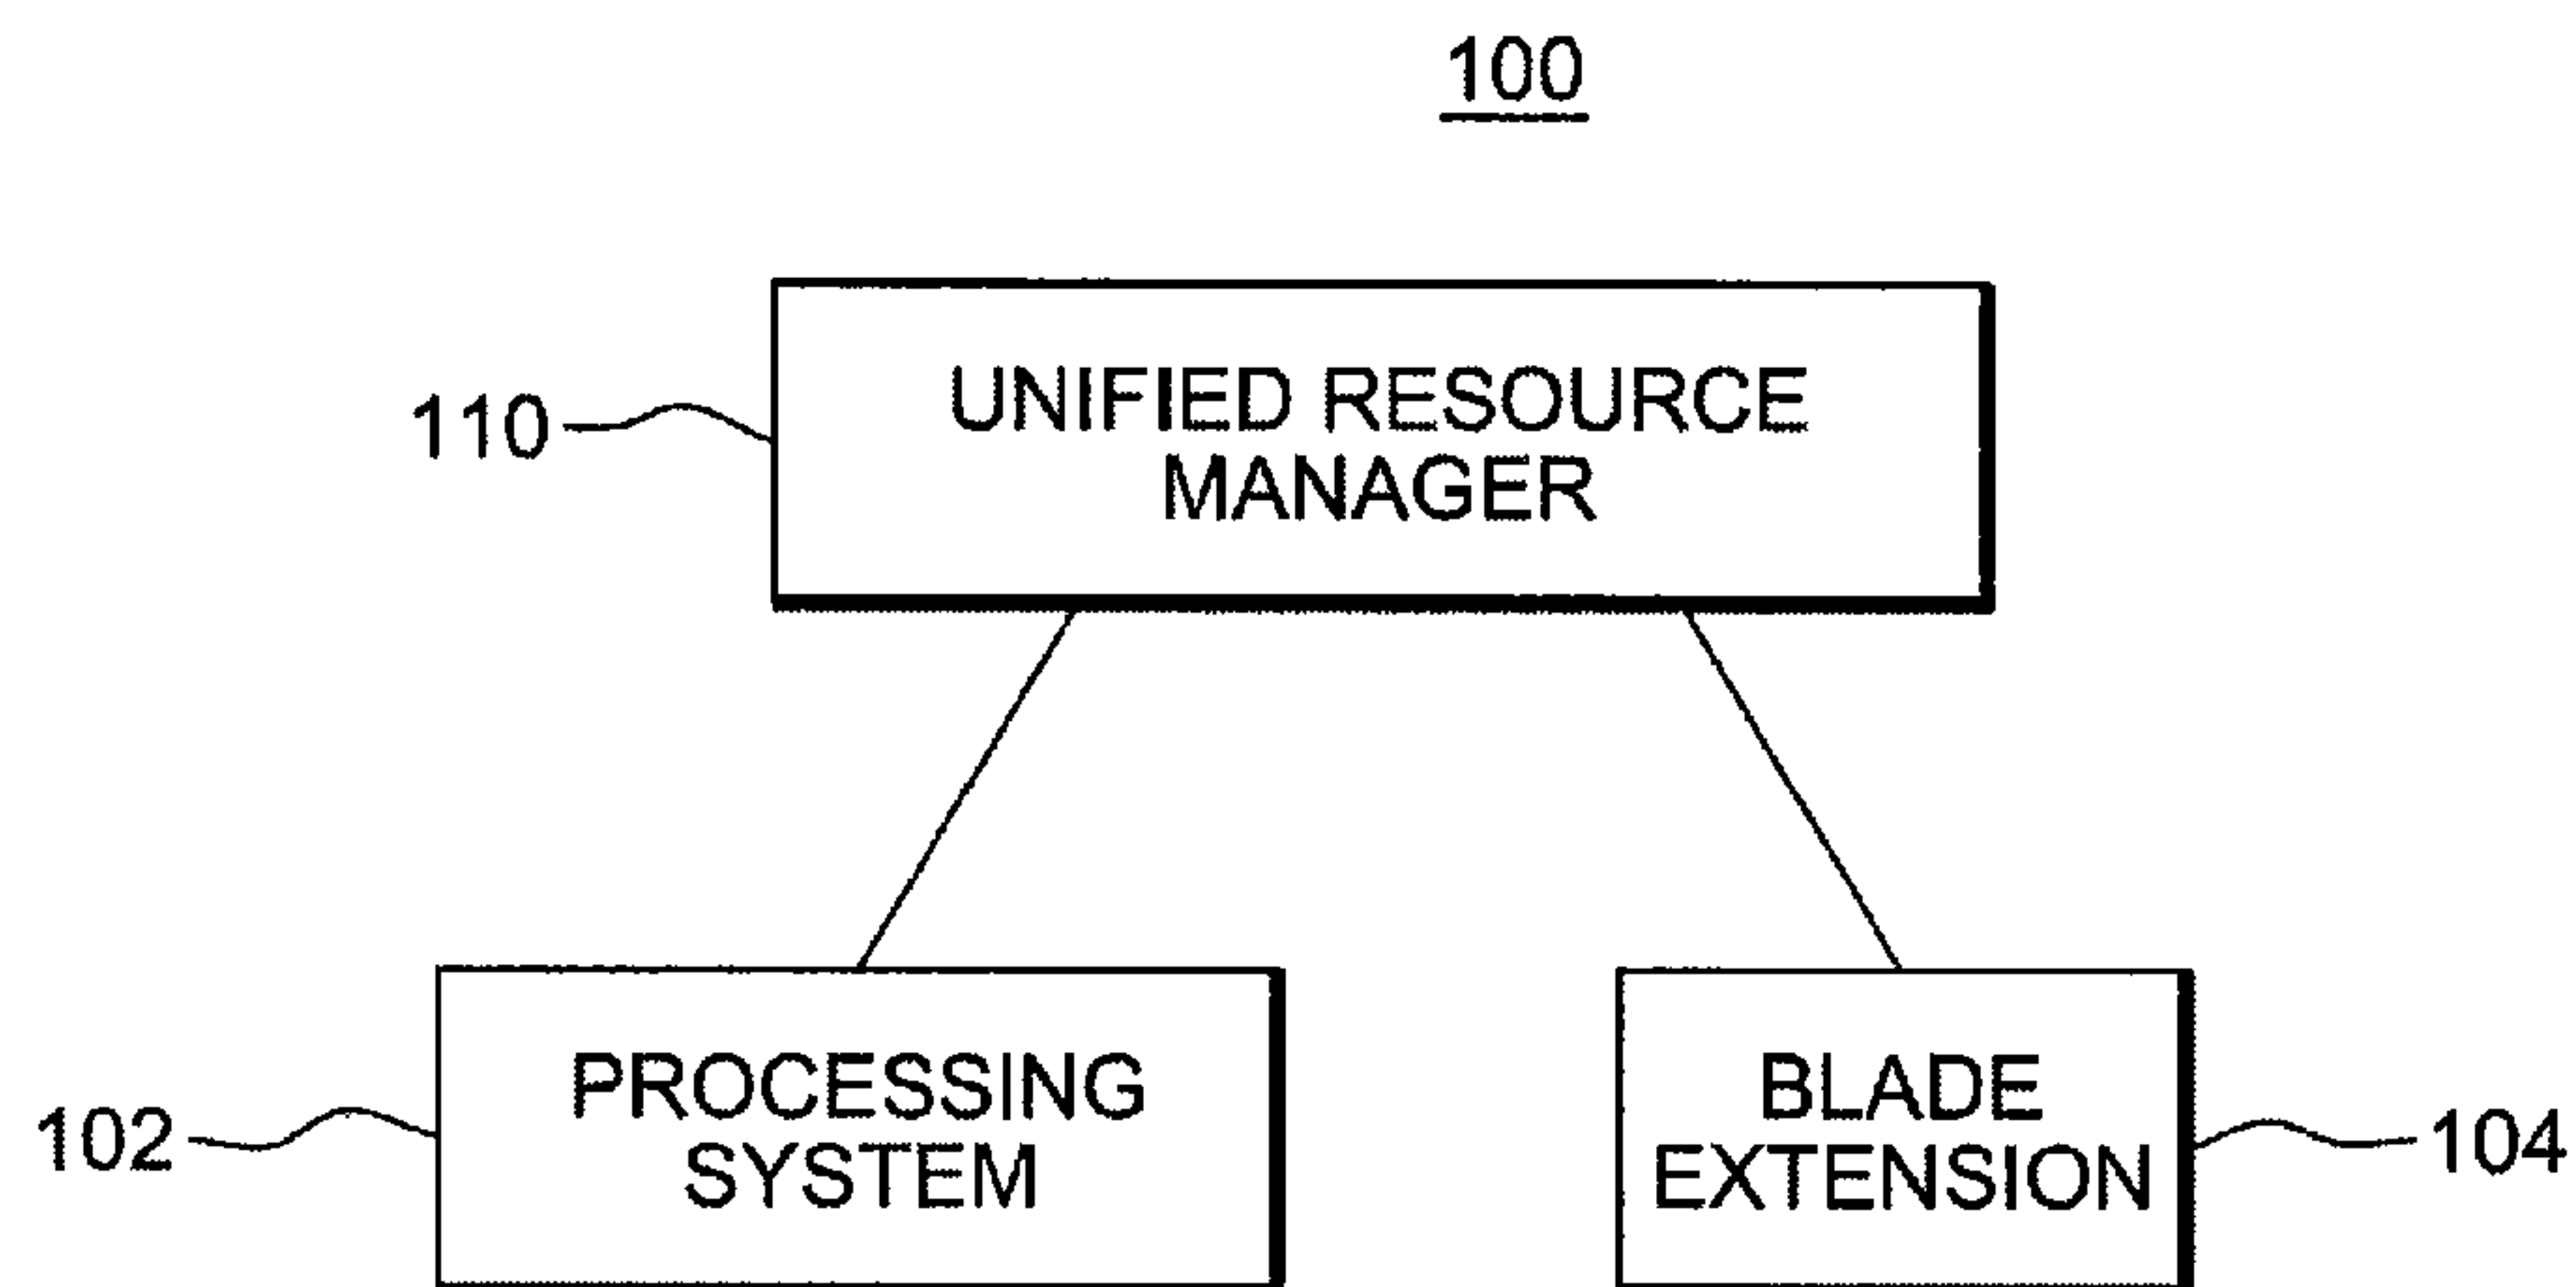 100
110
UNIFIED RESOURCE
MANAGER
102
PROCESSING
SYSTEM
BLADE
EXTENSION
104